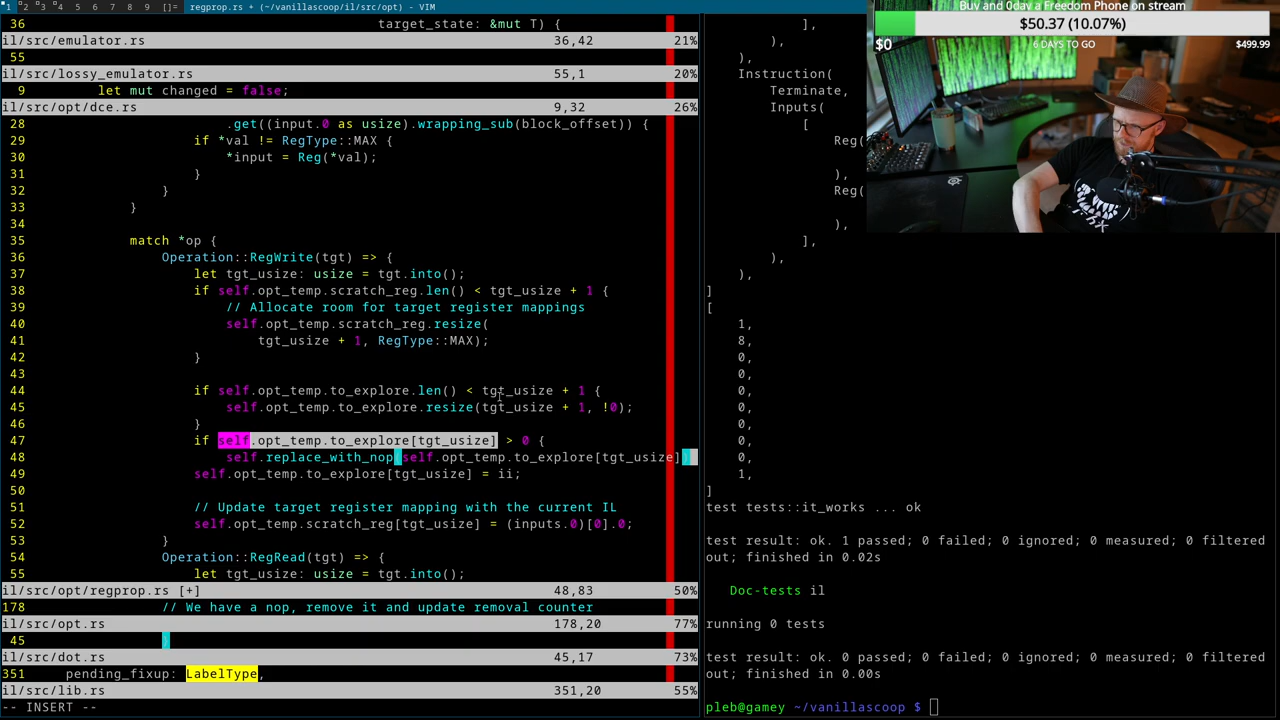 1 2 3 4 5 6 7 8 9 []= regprop.rs + (~/vanillascoop/il/src/opt) - VIM
36 target_state: &mut T) {
il/src/emulator.rs 36,42 21%
55
il/src/lossy_emulator.rs 55,1 20%
9 let mut changed = false;
il/src/opt/dce.rs 9,32 26%
28 .get((input.0 as usize).wrapping_sub(block_offset)) {
29 if *val != RegType::MAX {
30 *input = Reg(*val);
31 }
32 }
33 }
34
35 match *op {
36 Operation::RegWrite(tgt) => {
37 let tgt_usize: usize = tgt.into();
38 if self.opt_temp.scratch_reg.len() < tgt_usize + 1 {
39 // Allocate room for target register mappings
40 self.opt_temp.scratch_reg.resize(
41 tgt_usize + 1, RegType::MAX);
42 }
43
44 if self.opt_temp.to_explore.len() < tgt_usize + 1 {
45 self.opt_temp.to_explore.resize(tgt_usize + 1, !0);
46 }
47 if self.opt_temp.to_explore[tgt_usize] > 0 {
48 self.replace_with_nop(self.opt_temp.to_explore[tgt_usize])
49 self.opt_temp.to_explore[tgt_usize] = ii;
50
51 // Update target register mapping with the current IL
52 self.opt_temp.scratch_reg[tgt_usize] = (inputs.0)[0].0;
53 }
54 Operation::RegRead(tgt) => {
55 let tgt_usize: usize = tgt.into();
il/src/opt/regprop.rs [+] 48,83 50%
178 // We have a nop, remove it and update removal counter
il/src/opt.rs 178,20 77%
45 }
il/src/dot.rs 45,17 73%
351 pending_fixup: LabelType,
il/src/lib.rs 351,20 55%
-- INSERT --
],
),
],
),
Instruction(
Terminate,
Inputs(
[
Reg(
),
Reg(
),
],
),
),
]
[
1,
8,
0,
0,
0,
0,
0,
0,
0,
1,
]
test tests::it_works ... ok
test result: ok. 1 passed; 0 failed; 0 ignored; 0 measured; 0 filtered
out; finished in 0.02s
Doc-tests il
running 0 tests
test result: ok. 0 passed; 0 failed; 0 ignored; 0 measured; 0 filtered
out; finished in 0.00s
pleb@gamey ~/vanillascoop $
Buy and 0day a Freedom Phone on stream
$50.37 (10.07%)
$0 6 DAYS TO GO $499.99